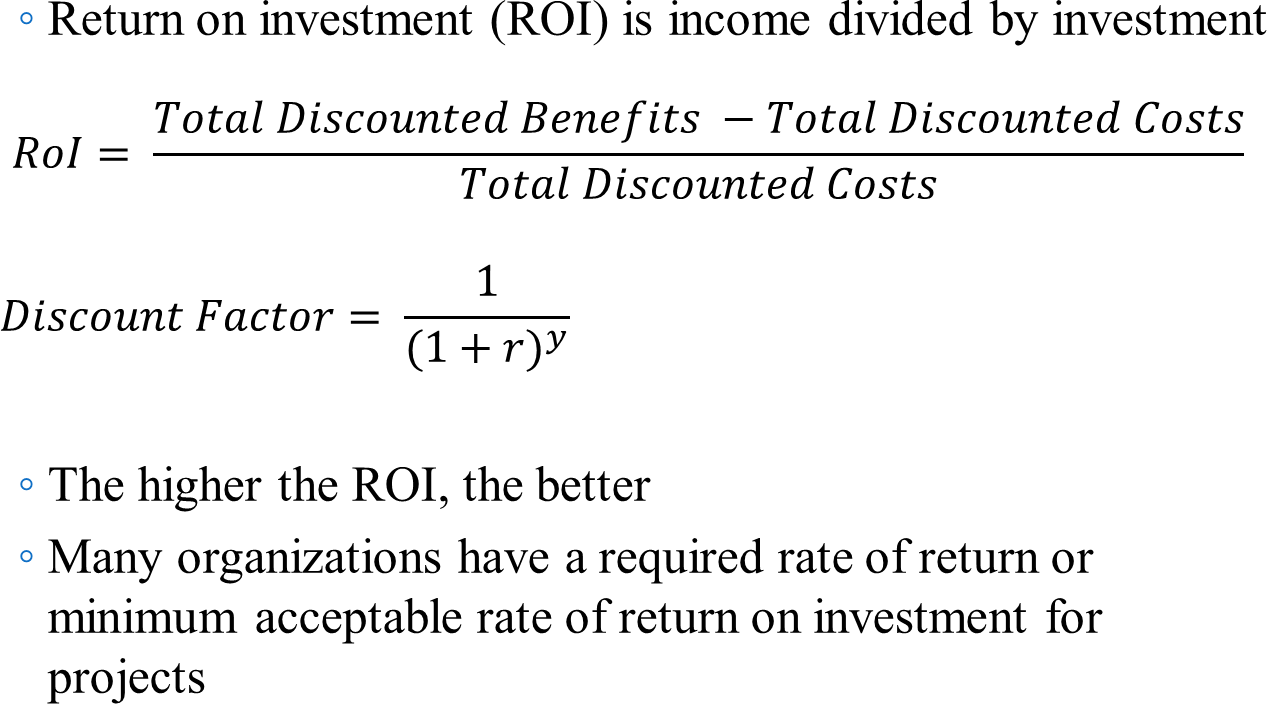 ◦ Return on investment (ROI) is income divided by investment
RoI = \frac{Total Discounted Benefits − Total Discounted Costs}{Total Discounted Costs}
Discount Factor = \frac{1}{(1 + r)^y}
◦ The higher the ROI, the better
◦ Many organizations have a required rate of return or
minimum acceptable rate of return on investment for
projects